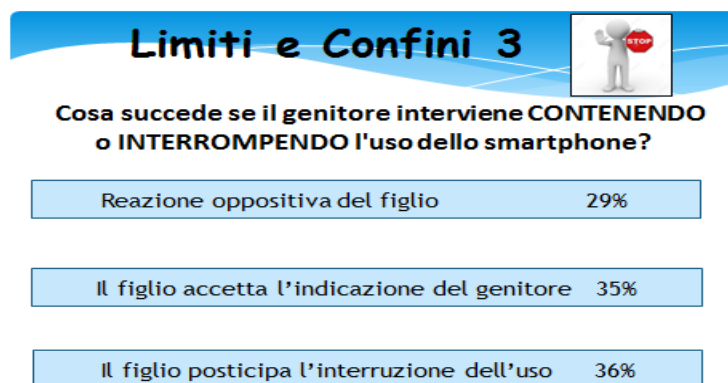 Limiti e Confini 3
STOP
Cosa succede se il genitore interviene CONTENENDO
o INTERROMPENDO l'uso dello smartphone?
Reazione oppositiva del figlio 29%
Il figlio accetta l’indicazione del genitore 35%
Il figlio posticipa l’interruzione dell’uso 36%